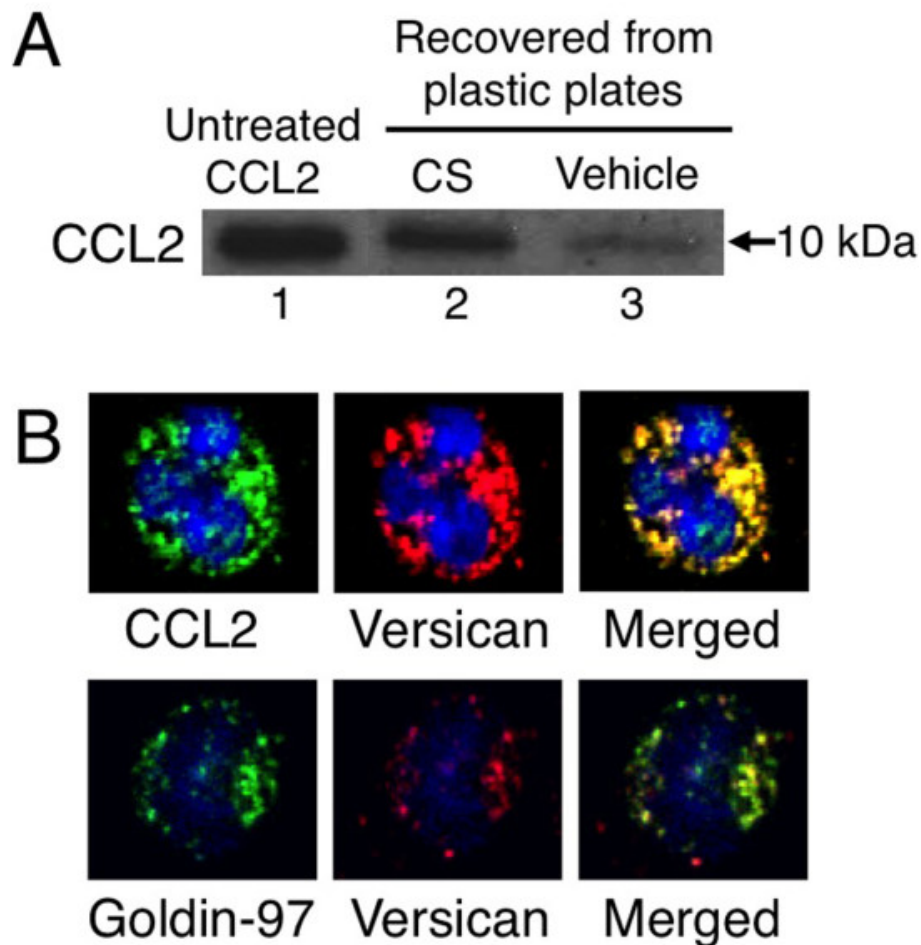 A
Recovered from
plastic plates
Untreated
CCL2
CS
Vehicle
CCL2
10 kDa
1
2
3
B
CCL2
Versican
Merged
Goldin-97
Versican
Merged